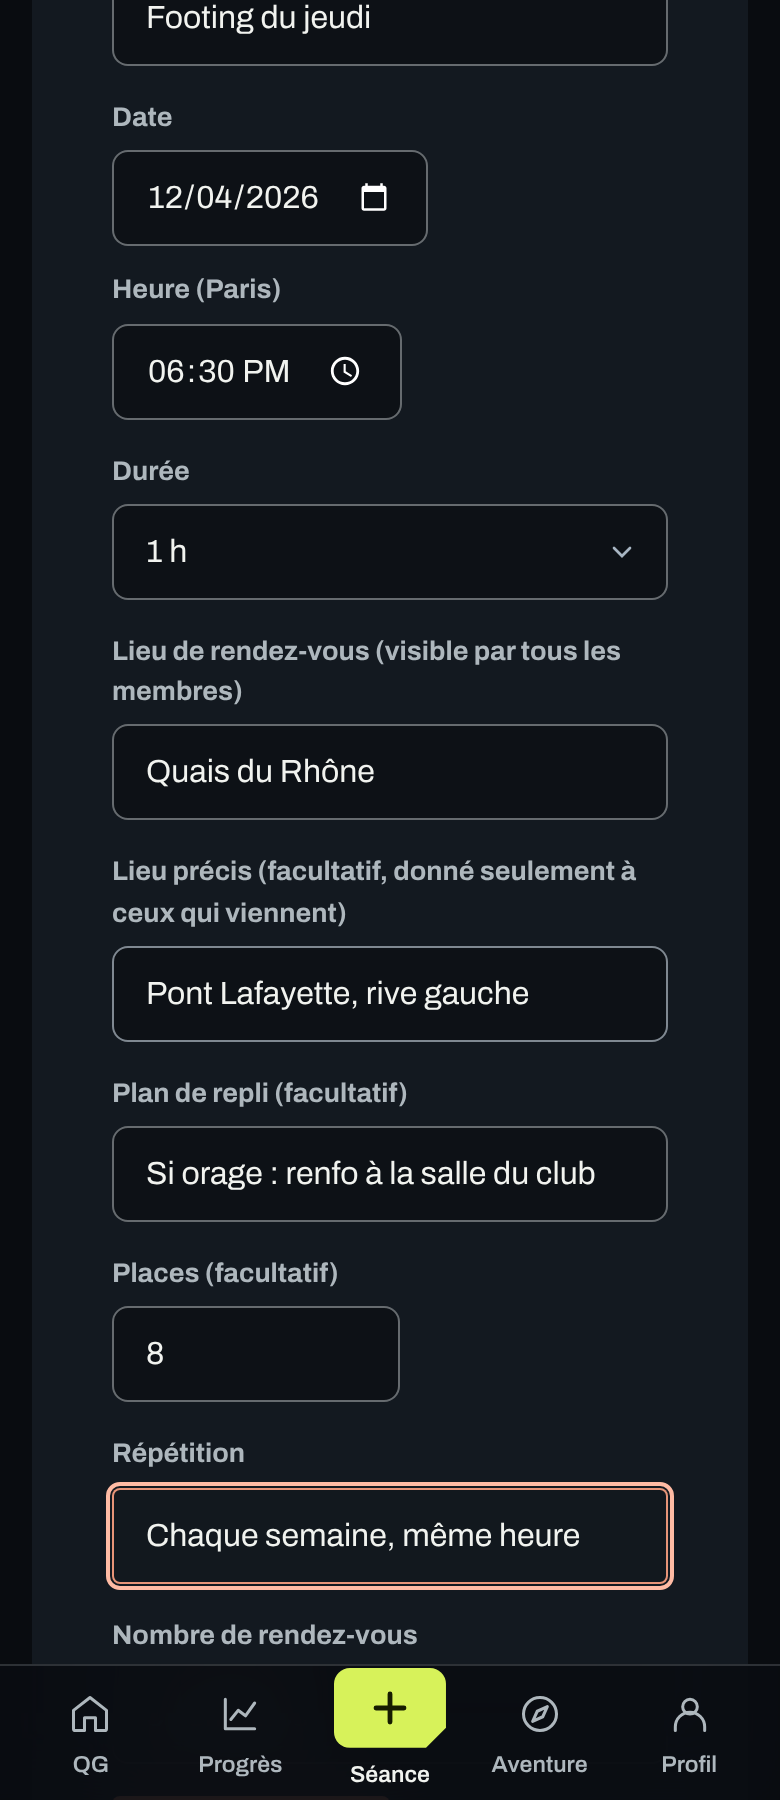 Footing du jeudi
Date
12/04/2026
Heure (Paris)
06:30 PM
Durée
1 h
Lieu de rendez-vous (visible par tous les
membres)
Quais du Rhône
Lieu précis (facultatif, donné seulement à
ceux qui viennent)
Pont Lafayette, rive gauche
Plan de repli (facultatif)
Si orage : renfo à la salle du club
Places (facultatif)
8
Répétition
Chaque semaine, même heure
Nombre de rendez-vous
QG
Progrès
Séance
Aventure
Profil